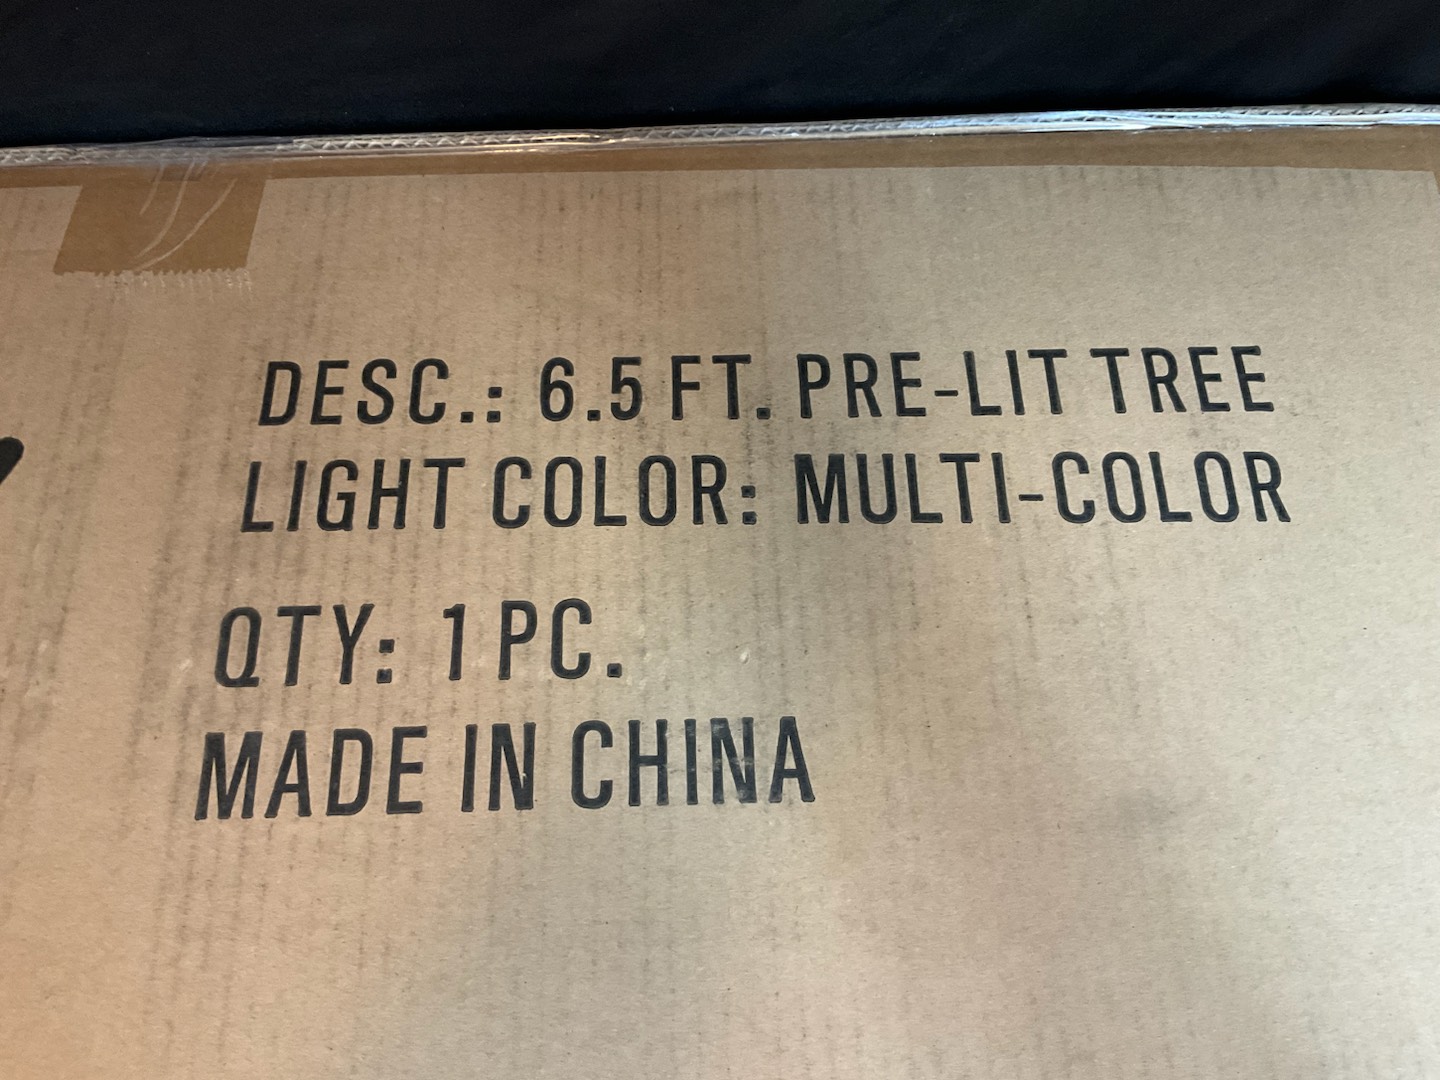 DESC.: 6.5 FT. PRE-LIT TREE
LIGHT COLOR: MULTI-COLOR
QTY: 1 PC.
MADE IN CHINA